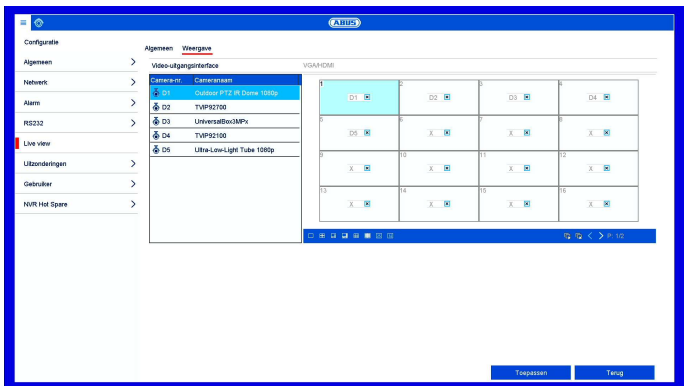 ABUS
Configuratie
Algemeen
Netwerk
Alarm
RS232
Live view
Uitzonderingen
Gebruiker
NVR Hot Spare
Algemeen Weergave
Video-uitgangsinterface VGA/HDMI
Camera-nr. Cameranaam
D1 Outdoor PTZ IR Dome 1080p
D2 TVIP92700
D3 UniversalBox3MPx
D4 TVIP92100
D5 Ultra-Low-Light Tube 1080p
1 2 3 4
D1 D2 D3 D4
5 6 7 8
D5 X X X
9 10 11 12
X X X X
13 14 15 16
X X X X
P: 1/2
Toepassen Terug